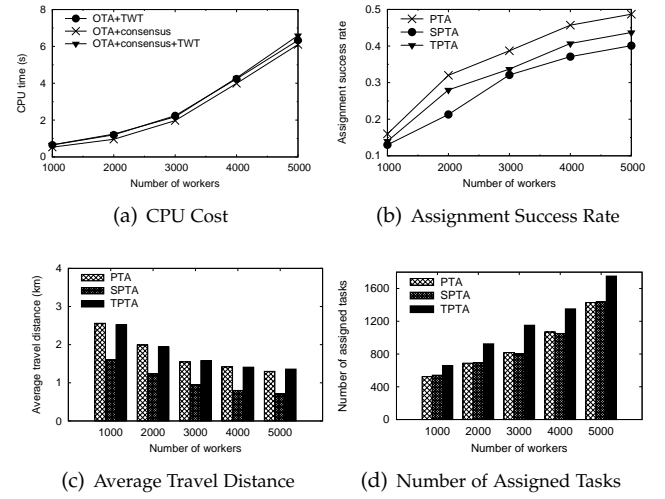 CPU time (s)
8
6
4
2
0
OTA+TWT
OTA+consensus
OTA+consensus+TWT
1000 2000 3000 4000 5000
Number of workers
(a) CPU Cost
Assignment success rate
0.5
0.4
0.3
0.2
0.1
PTA
SPTA
TPTA
1000 2000 3000 4000 5000
Number of workers
(b) Assignment Success Rate
Average travel distance (km)
4
3
2
1
0
PTA
SPTA
TPTA
1000 2000 3000 4000 5000
Number of workers
(c) Average Travel Distance
Number of assigned tasks
1600
1200
800
400
0
PTA
SPTA
TPTA
1000 2000 3000 4000 5000
Number of workers
(d) Number of Assigned Tasks